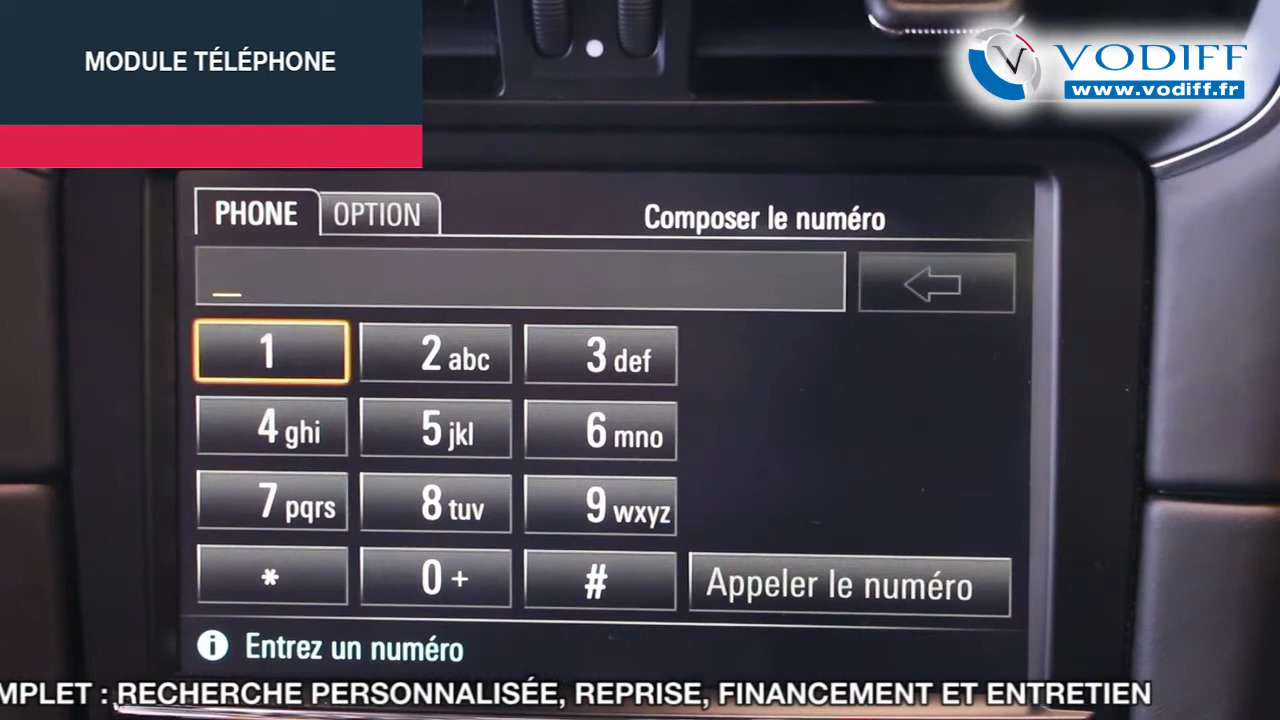 MODULE TÉLÉPHONE
V VODIFF
www.vodiff.fr
PHONE OPTION Composer le numéro
1 2 abc 3 def
4 ghi 5 jkl 6 mno
7 pqrs 8 tuv 9 wxyz
* 0 + # Appeler le numéro
i Entrez un numéro
MPLET : RECHERCHE PERSONNALISÉE, REPRISE, FINANCEMENT ET ENTRETIEN